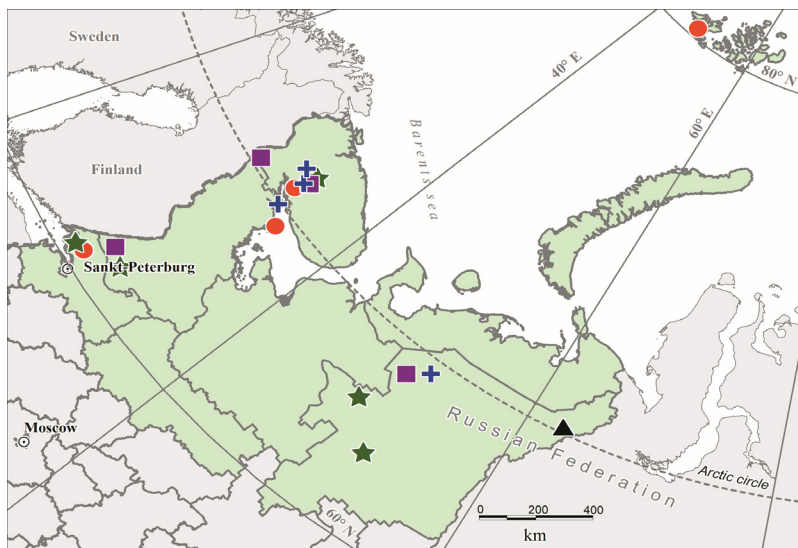 Sweden
40° E
60° E
80° N
Barents sea
Finland
Sankt-Peterburg
Moscow
Russian Federation
Arctic circle
60° N
0 200 400
km